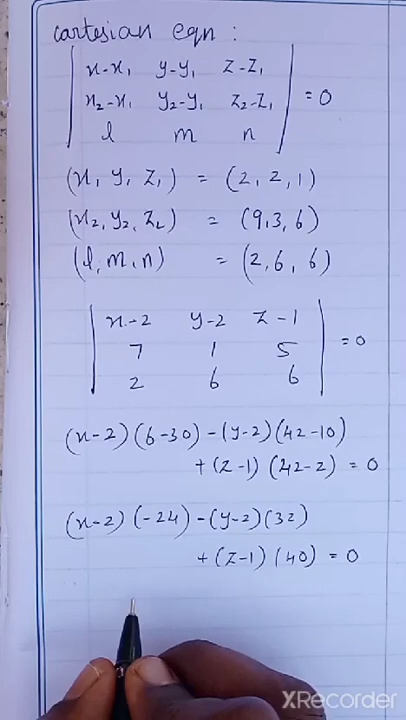 cartesian eqn :
| x-x₁ y-y₁ z-z₁ |
| x₂-x₁ y₂-y₁ z₂-z₁ | = 0
| l m n |
(x₁ y₁ z₁) = (2, 2, 1)
(x₂, y₂, z₂) = (9, 3, 6)
(l, m, n) = (2, 6, 6)
| x-2 y-2 z-1 |
| 7 1 5 | = 0
| 2 6 6 |
(x-2) (6-30) - (y-2) (42-10)
+ (z-1) (42-2) = 0
(x-2) (-24) - (y-2) (32)
+ (z-1) (40) = 0
XRecorder